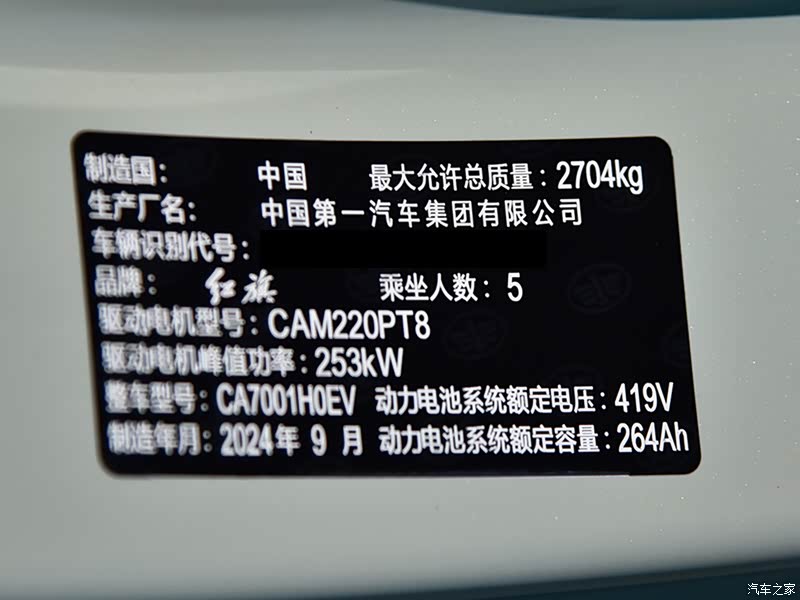 制造国： 中国 最大允许总质量：2704kg
生产厂名： 中国第一汽车集团有限公司
车辆识别代号：
品牌： 红旗 乘坐人数：5
驱动电机型号：CAM220PT8
驱动电机峰值功率：253kW
整车型号：CA7001H0EV 动力电池系统额定电压：419V
制造年月：2024年 9 月 动力电池系统额定容量：264Ah
汽车之家